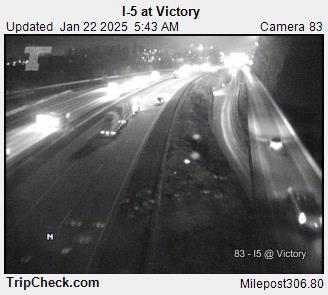 I-5 at Victory
Updated  Jan 22 2025  5:43 AM
Camera 83
T
N
83 - I5 @ Victory
TripCheck.com
Milepost306.80